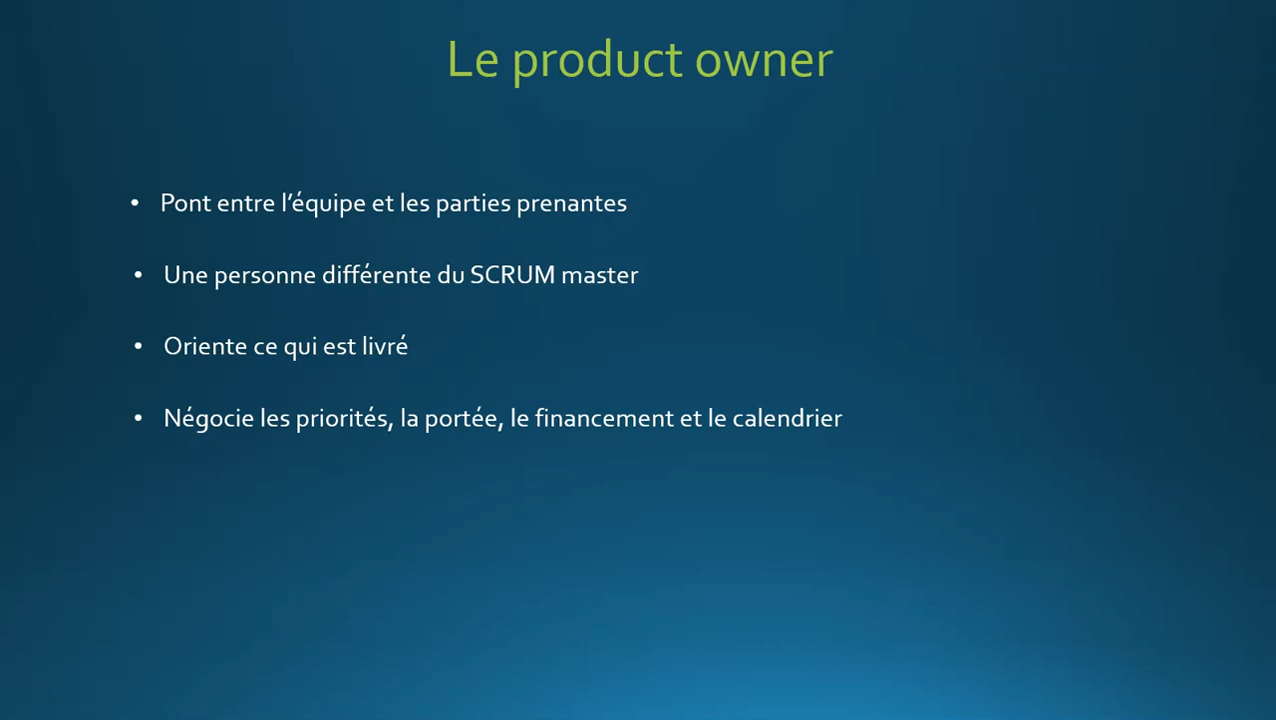 Le product owner
• Pont entre l’équipe et les parties prenantes
• Une personne différente du SCRUM master
• Oriente ce qui est livré
• Négocie les priorités, la portée, le financement et le calendrier